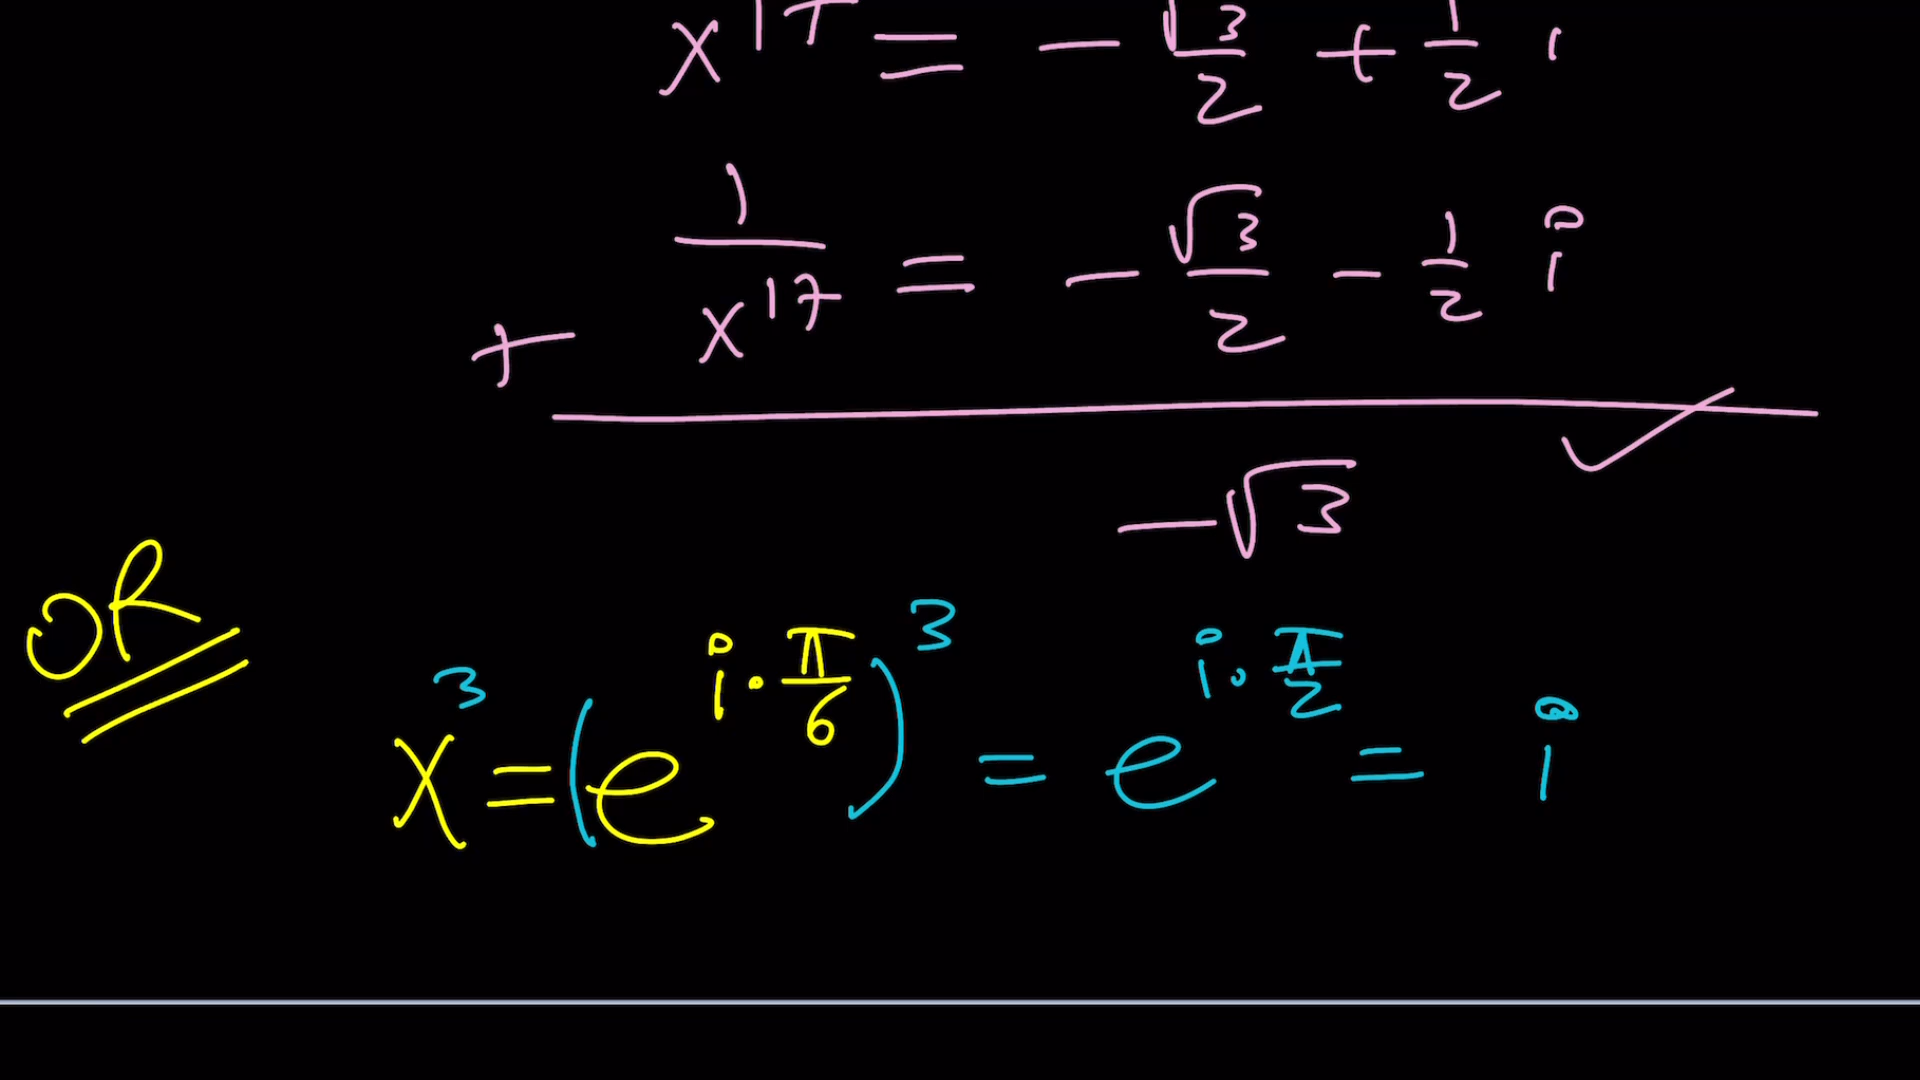 x^17 = - √3/2 + 1/2 i
1/x^17 = - √3/2 - 1/2 i
+
- √3
OR
x^3 = (e^(i·π/6))^3 = e^(i·π/2) = i